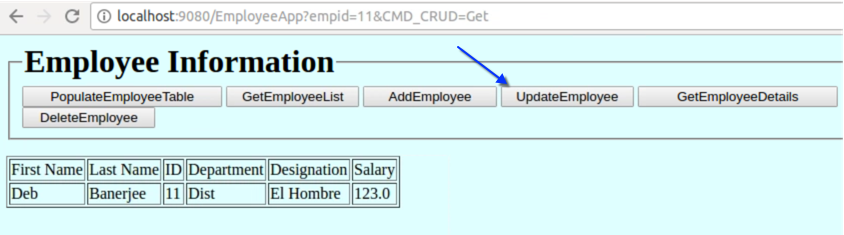 localhost:9080/EmployeeApp?empid=11&CMD_CRUD=Get
Employee Information
PopulateEmployeeTable GetEmployeeList AddEmployee UpdateEmployee GetEmployeeDetails
DeleteEmployee
First Name Last Name ID Department Designation Salary
Deb Banerjee 11 Dist El Hombre 123.0